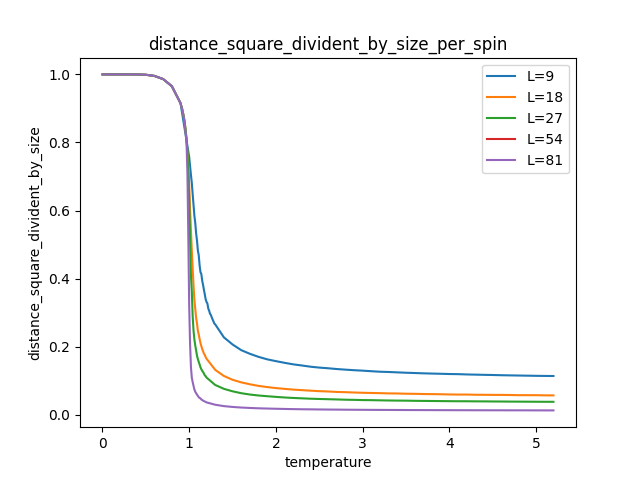 distance_square_divident_by_size_per_spin
distance_square_divident_by_size
1.0
0.8
0.6
0.4
0.2
0.0
L=9
L=18
L=27
L=54
L=81
0 1 2 3 4 5
temperature